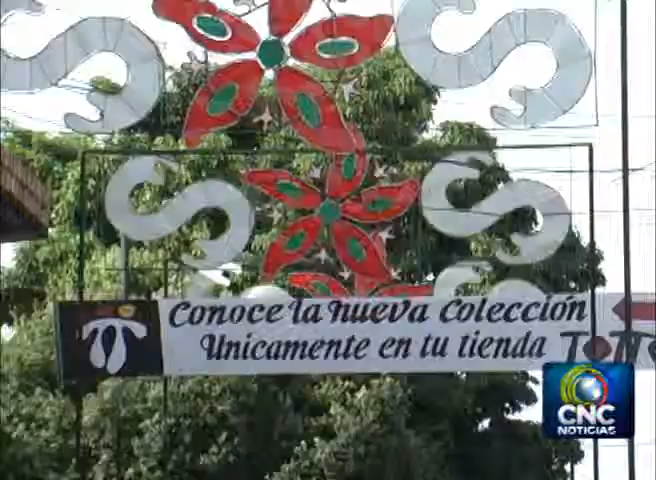 Conoce la nueva colección
Unicamente en tu tienda
CNC
NOTICIAS